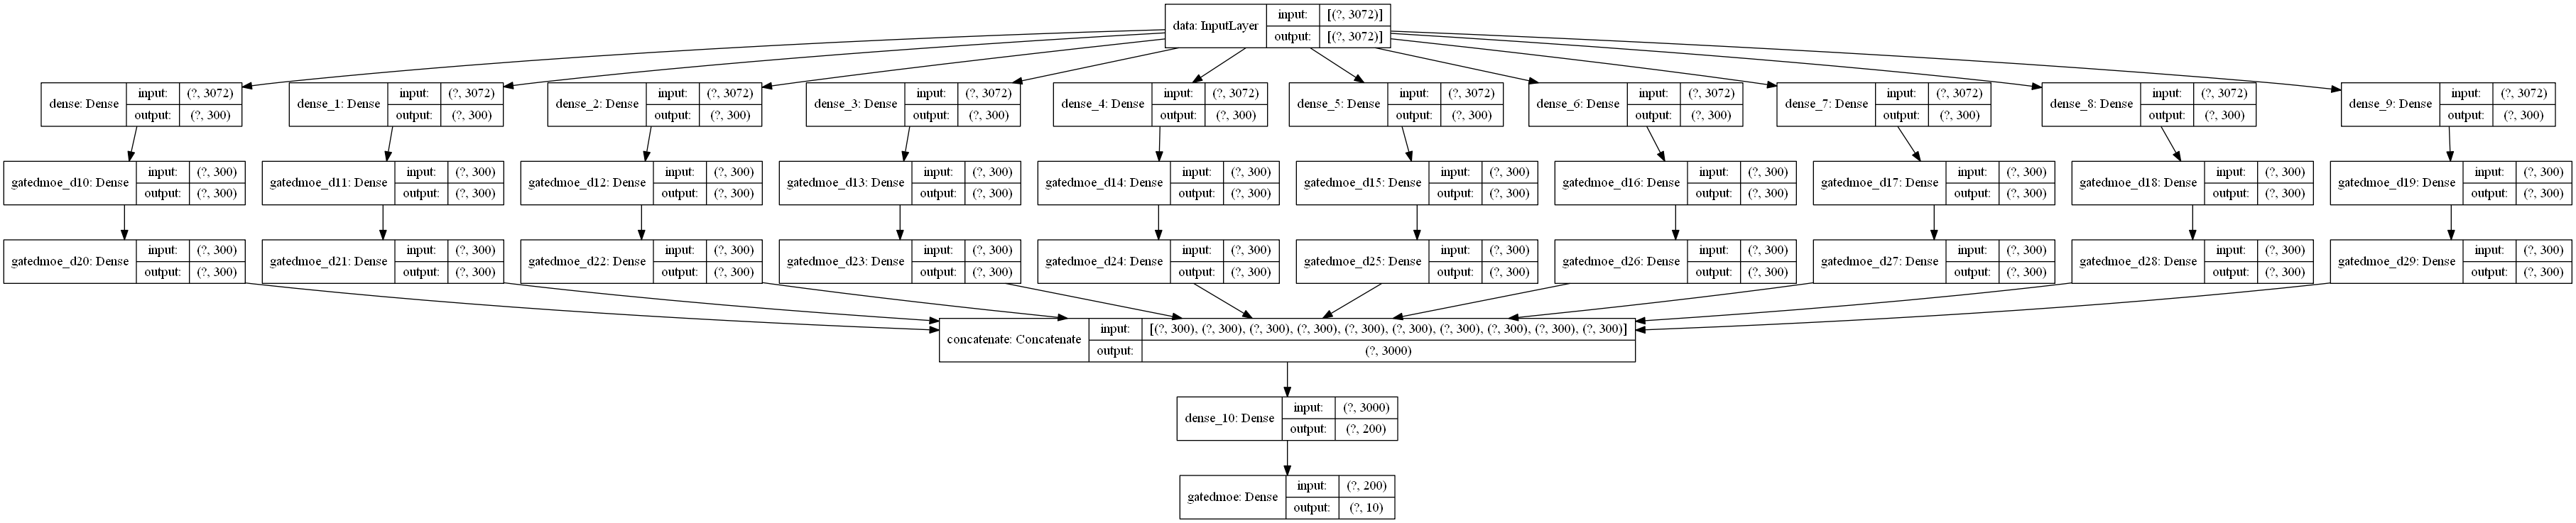 data: InputLayer input: [(?, 3072)]
output: [(?, 3072)]
dense: Dense input: (?, 3072)
output: (?, 300)
dense_1: Dense input: (?, 3072)
output: (?, 300)
dense_2: Dense input: (?, 3072)
output: (?, 300)
dense_3: Dense input: (?, 3072)
output: (?, 300)
dense_4: Dense input: (?, 3072)
output: (?, 300)
dense_5: Dense input: (?, 3072)
output: (?, 300)
dense_6: Dense input: (?, 3072)
output: (?, 300)
dense_7: Dense input: (?, 3072)
output: (?, 300)
dense_8: Dense input: (?, 3072)
output: (?, 300)
dense_9: Dense input: (?, 3072)
output: (?, 300)
gatedmoe_d10: Dense input: (?, 300)
output: (?, 300)
gatedmoe_d11: Dense input: (?, 300)
output: (?, 300)
gatedmoe_d12: Dense input: (?, 300)
output: (?, 300)
gatedmoe_d13: Dense input: (?, 300)
output: (?, 300)
gatedmoe_d14: Dense input: (?, 300)
output: (?, 300)
gatedmoe_d15: Dense input: (?, 300)
output: (?, 300)
gatedmoe_d16: Dense input: (?, 300)
output: (?, 300)
gatedmoe_d17: Dense input: (?, 300)
output: (?, 300)
gatedmoe_d18: Dense input: (?, 300)
output: (?, 300)
gatedmoe_d19: Dense input: (?, 300)
output: (?, 300)
gatedmoe_d20: Dense input: (?, 300)
output: (?, 300)
gatedmoe_d21: Dense input: (?, 300)
output: (?, 300)
gatedmoe_d22: Dense input: (?, 300)
output: (?, 300)
gatedmoe_d23: Dense input: (?, 300)
output: (?, 300)
gatedmoe_d24: Dense input: (?, 300)
output: (?, 300)
gatedmoe_d25: Dense input: (?, 300)
output: (?, 300)
gatedmoe_d26: Dense input: (?, 300)
output: (?, 300)
gatedmoe_d27: Dense input: (?, 300)
output: (?, 300)
gatedmoe_d28: Dense input: (?, 300)
output: (?, 300)
gatedmoe_d29: Dense input: (?, 300)
output: (?, 300)
concatenate: Concatenate input: [(?, 300), (?, 300), (?, 300), (?, 300), (?, 300), (?, 300), (?, 300), (?, 300), (?, 300), (?, 300)]
output: (?, 3000)
dense_10: Dense input: (?, 3000)
output: (?, 200)
gatedmoe: Dense input: (?, 200)
output: (?, 10)